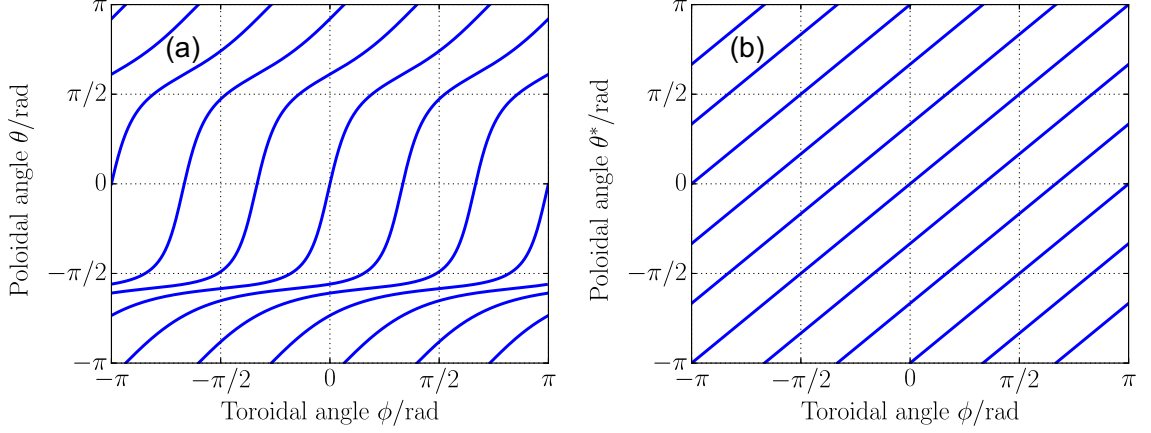 π
π/2
0
−π/2
−π
(a)
Poloidal angle θ/rad
−π
−π/2
0
π/2
π
Toroidal angle ϕ/rad
π
π/2
0
−π/2
−π
(b)
Poloidal angle θ*/rad
−π
−π/2
0
π/2
π
Toroidal angle ϕ/rad